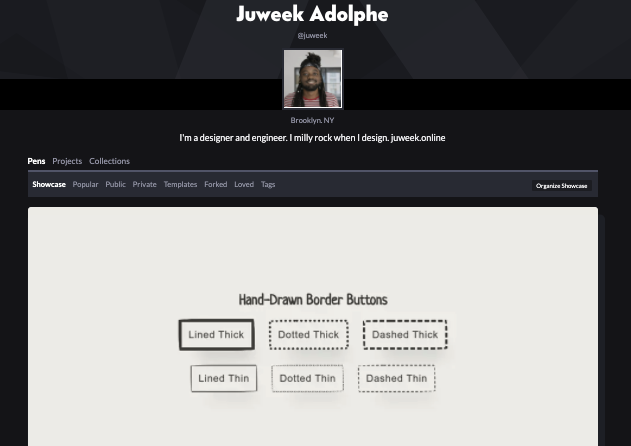 Juweek Adolphe
@juweek
Brooklyn. NY
I'm a designer and engineer. I milly rock when I design. juweek.online
Pens Projects Collections
Showcase Popular Public Private Templates Forked Loved Tags Organize Showcase
Hand-Drawn Border Buttons
Lined Thick Dotted Thick Dashed Thick
Lined Thin Dotted Thin Dashed Thin